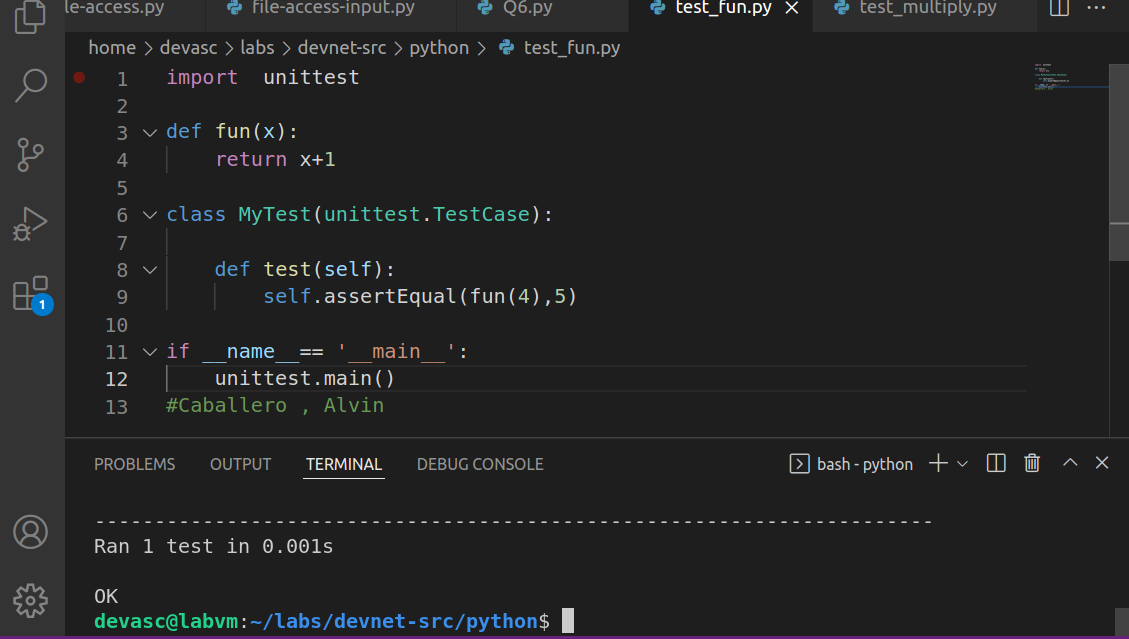 le-access.py file-access-input.py Q6.py test_fun.py test_multiply.py
home > devasc > labs > devnet-src > python > test_fun.py
1 import  unittest
2
3 def fun(x):
4     return x+1
5
6 class MyTest(unittest.TestCase):
7
8     def test(self):
9         self.assertEqual(fun(4),5)
10
11 if __name__== '__main__':
12     unittest.main()
13 #Caballero , Alvin
1
PROBLEMS OUTPUT TERMINAL DEBUG CONSOLE bash - python
----------------------------------------------------------------------
Ran 1 test in 0.001s
OK
devasc@labvm:~/labs/devnet-src/python$